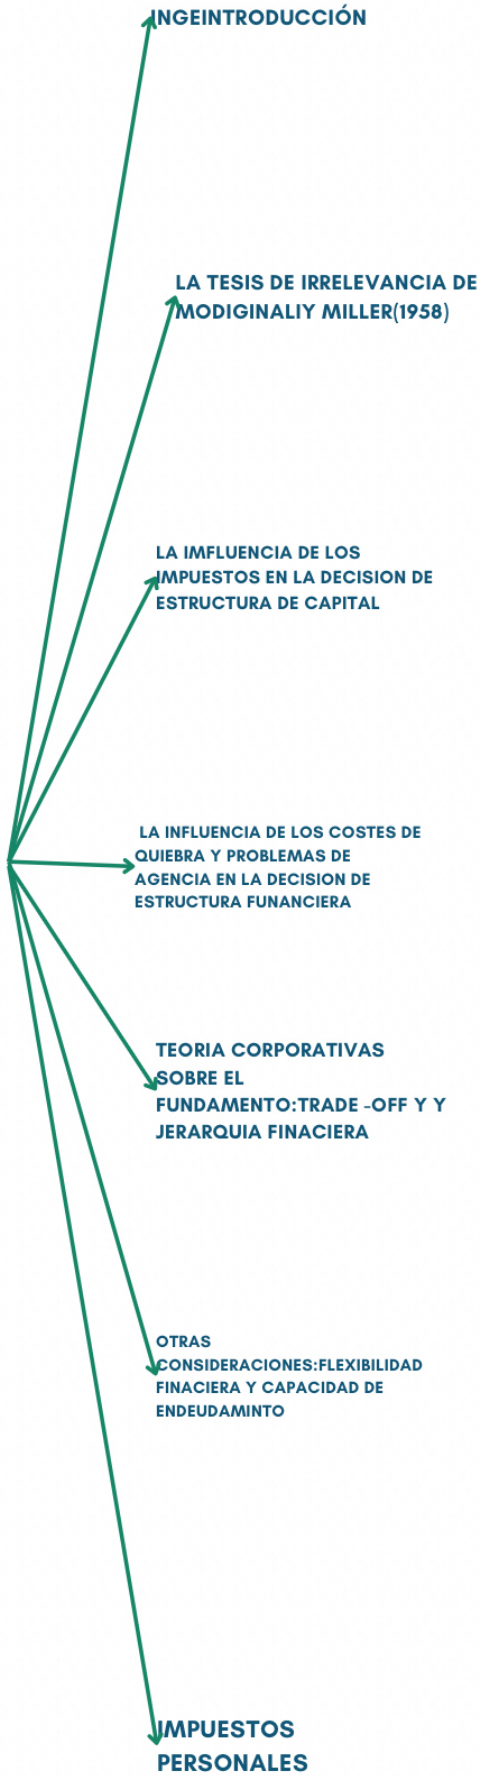 INGEINTRODUCCIÓN
LA TESIS DE IRRELEVANCIA DE
MODIGINALIY MILLER(1958)
LA IMFLUENCIA DE LOS
IMPUESTOS EN LA DECISION DE
ESTRUCTURA DE CAPITAL
LA INFLUENCIA DE LOS COSTES DE
QUIEBRA Y PROBLEMAS DE
AGENCIA EN LA DECISION DE
ESTRUCTURA FUNANCIERA
TEORIA CORPORATIVAS
SOBRE EL
FUNDAMENTO:TRADE -OFF Y Y
JERARQUIA FINACIERA
OTRAS
CONSIDERACIONES:FLEXIBILIDAD
FINACIERA Y CAPACIDAD DE
ENDEUDAMINTO
IMPUESTOS
PERSONALES